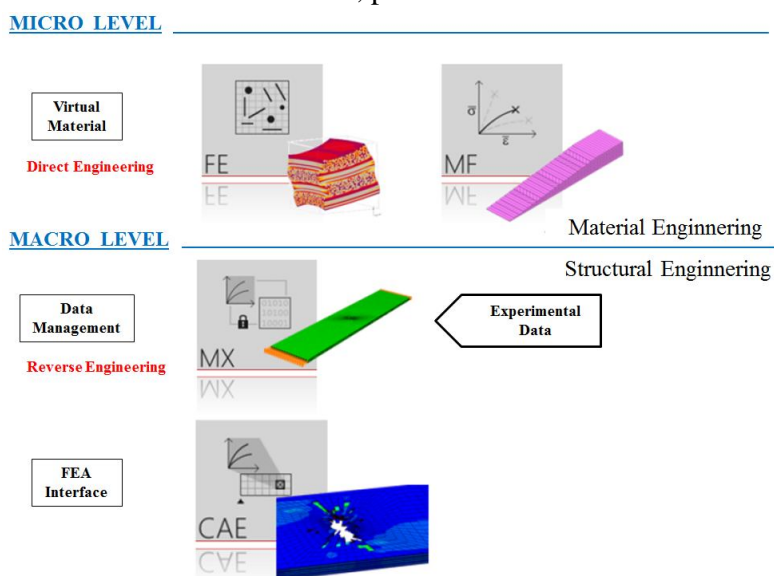 MICRO LEVEL
Virtual
Material
Direct Engineering
FE
MF
σ
ε
Material Enginnering
MACRO LEVEL
Structural Enginnering
Data
Management
Reverse Engineering
MX
Experimental
Data
FEA
Interface
CAE